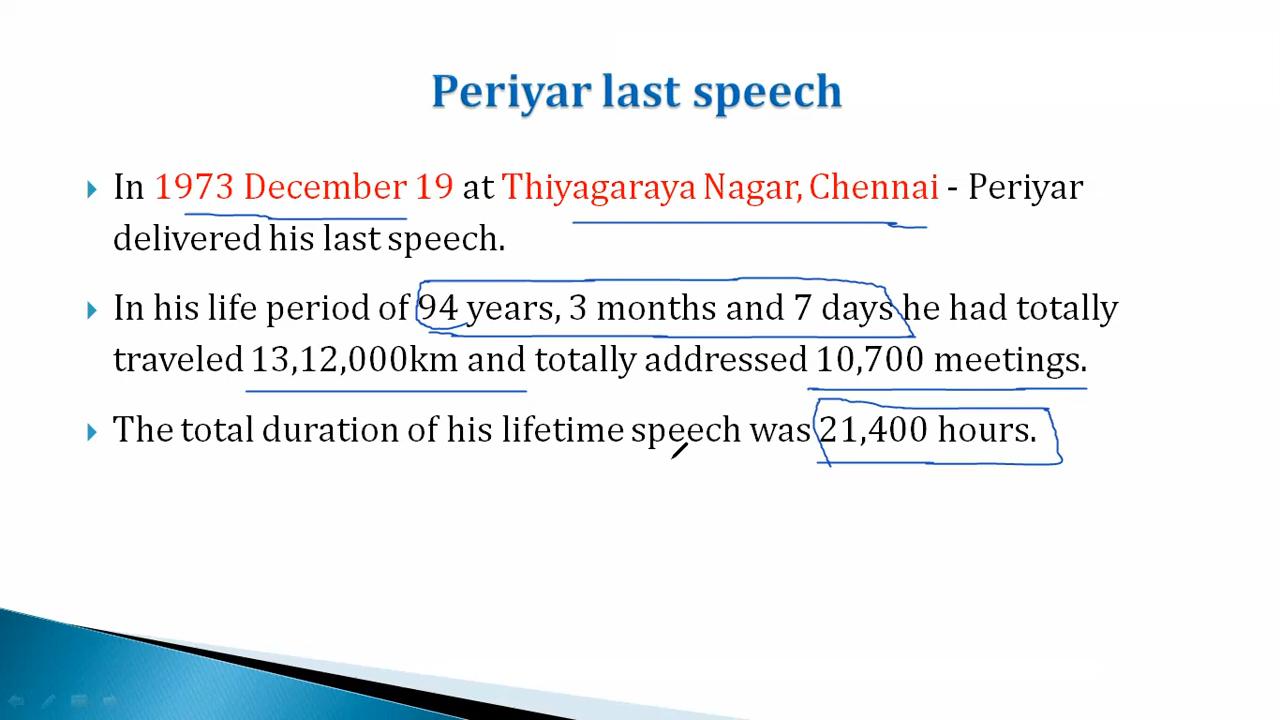 Periyar last speech
In 1973 December 19 at Thiyagaraya Nagar, Chennai - Periyar
delivered his last speech.
In his life period of 94 years, 3 months and 7 days he had totally
traveled 13,12,000km and totally addressed 10,700 meetings.
The total duration of his lifetime speech was 21,400 hours.